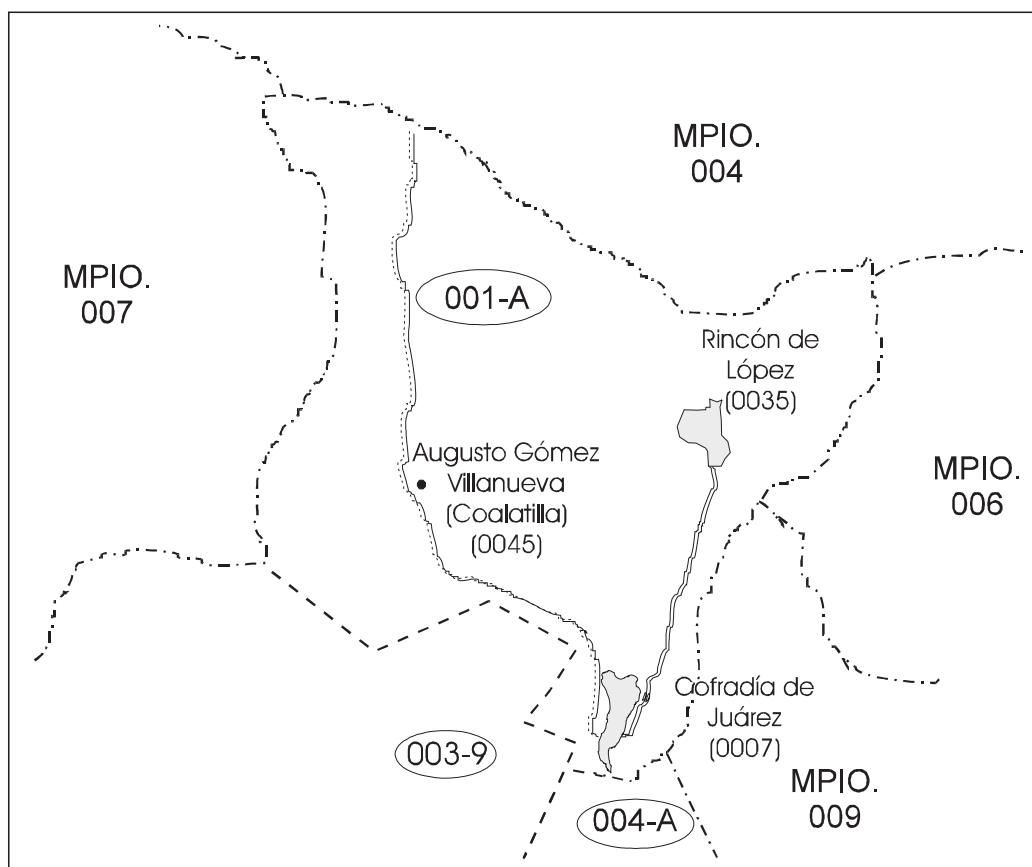 MPIO.
004
MPIO.
007
001-A
Rincón de
López
(0035)
Augusto Gómez
Villanueva
(Coalatilla)
(0045)
MPIO.
006
Cofradía de
Juárez
(0007)
003-9
MPIO.
009
004-A